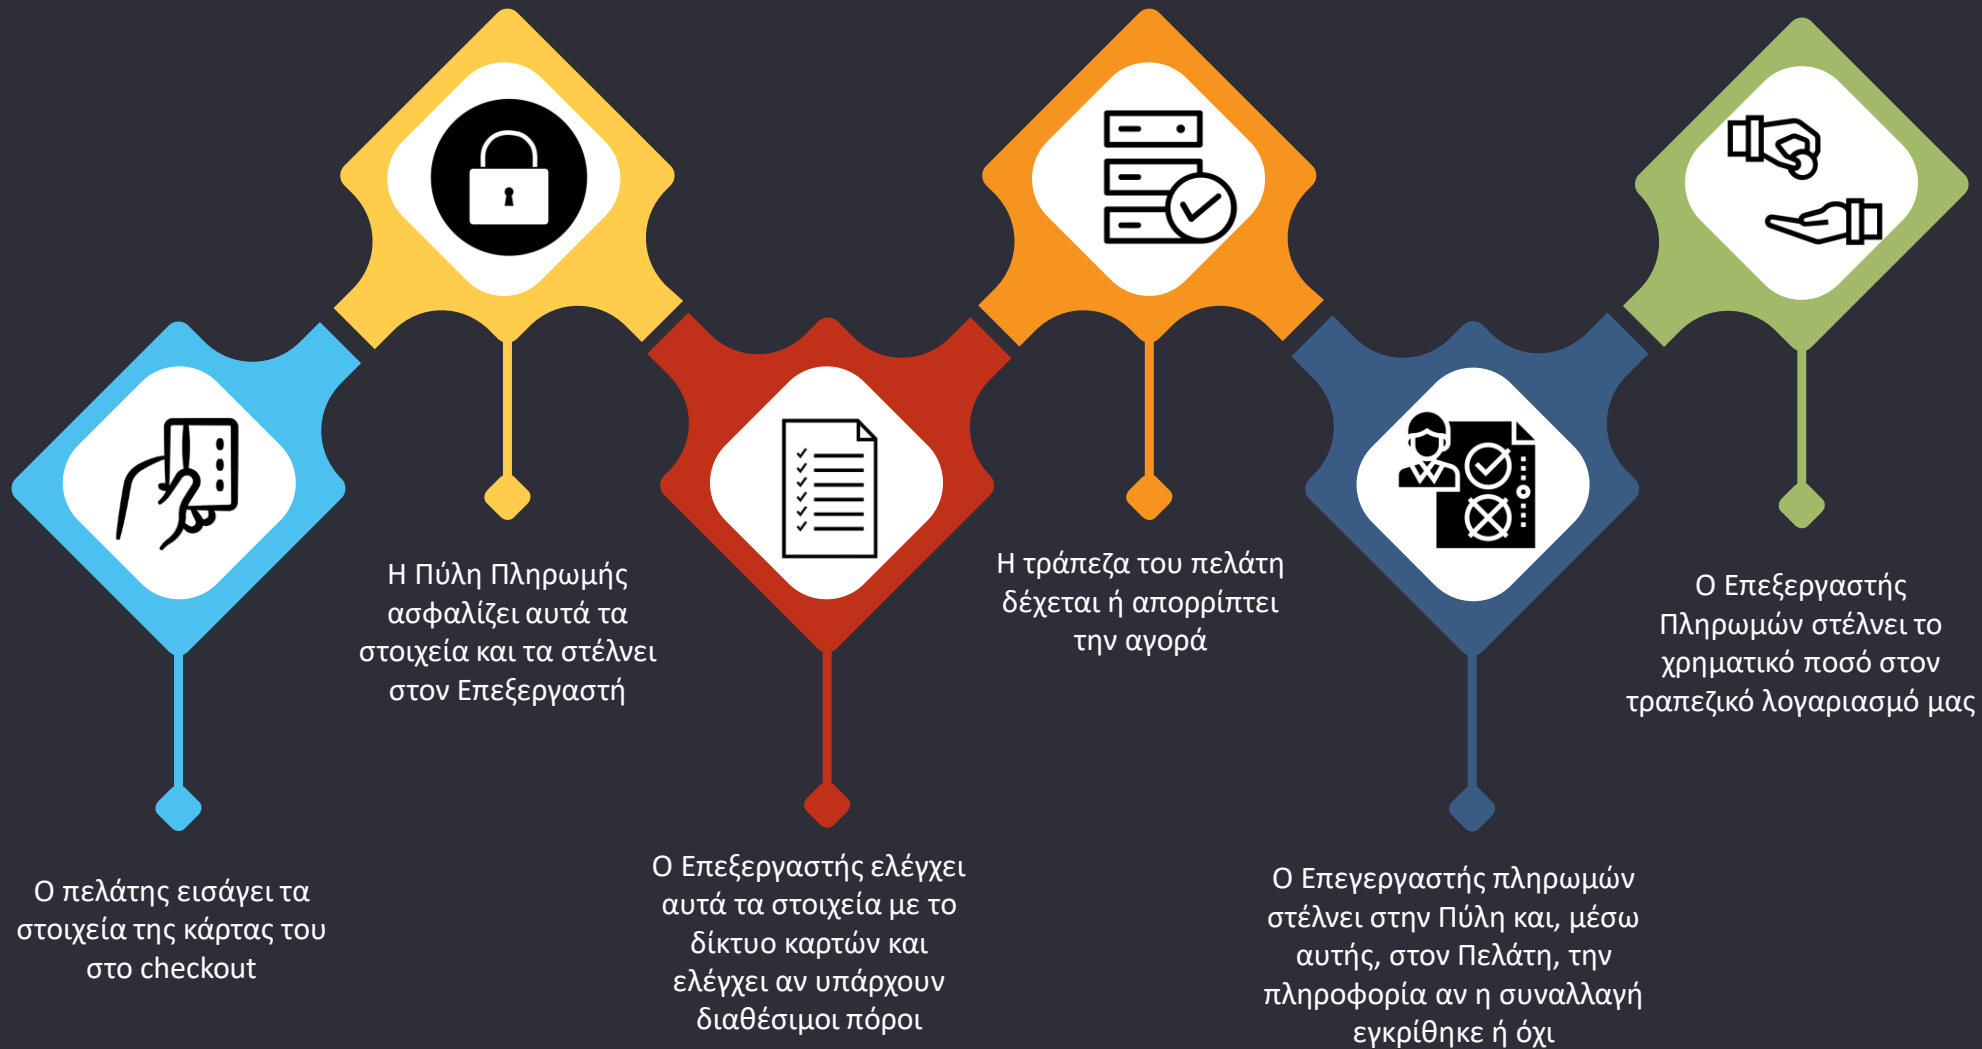 Ο πελάτης εισάγει τα
στοιχεία της κάρτας του
στο checkout
Η Πύλη Πληρωμής
ασφαλίζει αυτά τα
στοιχεία και τα στέλνει
στον Επεξεργαστή
Ο Επεξεργαστής ελέγχει
αυτά τα στοιχεία με το
δίκτυο καρτών και
ελέγχει αν υπάρχουν
διαθέσιμοι πόροι
Η τράπεζα του πελάτη
δέχεται ή απορρίπτει
την αγορά
Ο Επεγεργαστής πληρωμών
στέλνει στην Πύλη και, μέσω
αυτής, στον Πελάτη, την
πληροφορία αν η συναλλαγή
εγκρίθηκε ή όχι
Ο Επεξεργαστής
Πληρωμών στέλνει το
χρηματικό ποσό στον
τραπεζικό λογαριασμό μας